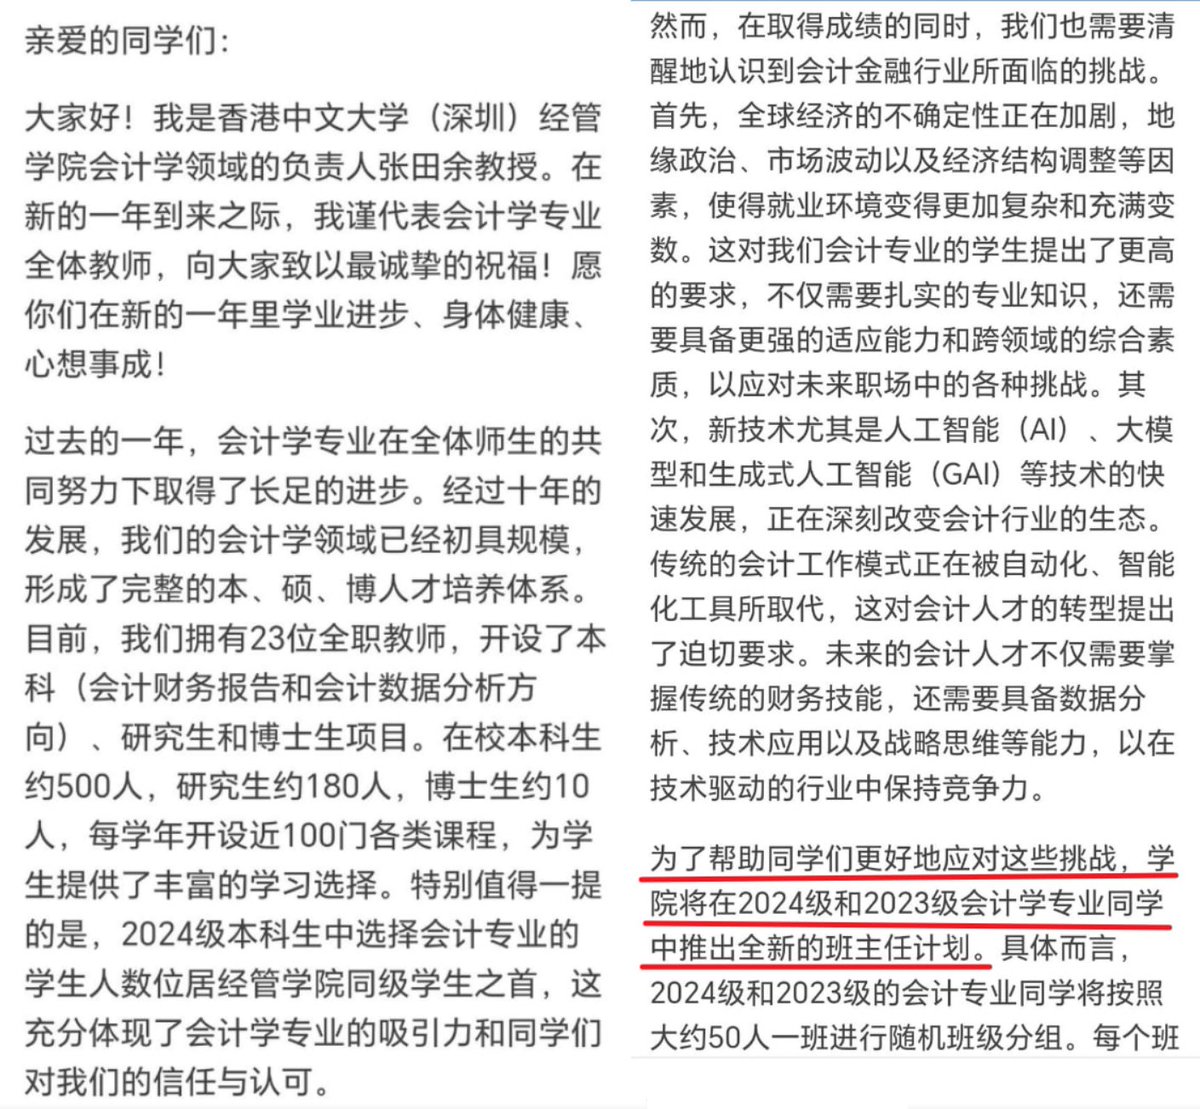 亲爱的同学们：
大家好！我是香港中文大学（深圳）经管
学院会计学领域的负责人张田余教授。在
新的一年到来之际，我谨代表会计学专业
全体教师，向大家致以最诚挚的祝福！愿
你们在新的一年里学业进步、身体健康、
心想事成！
过去的一年，会计学专业在全体师生的共
同努力下取得了长足的进步。经过十年的
发展，我们的会计学领域已经初具规模，
形成了完整的本、硕、博人才培养体系。
目前，我们拥有23位全职教师，开设了本
科（会计财务报告和会计数据分析方
向）、研究生和博士生项目。在校本科生
约500人，研究生约180人，博士生约10
人，每学年开设近100门各类课程，为学
生提供了丰富的学习选择。特别值得一提
的是，2024级本科生中选择会计专业的
学生人数位居经管学院同级学生之首，这
充分体现了会计学专业的吸引力和同学们
对我们的信任与认可。
然而，在取得成绩的同时，我们也需要清
醒地认识到会计金融行业所面临的挑战。
首先，全球经济的不确定性正在加剧，地
缘政治、市场波动以及经济结构调整等因
素，使得就业环境变得更加复杂和充满变
数。这对我们会计专业的学生提出了更高
的要求，不仅需要扎实的专业知识，还需
要具备更强的适应能力和跨领域的综合素
质，以应对未来职场中的各种挑战。其
次，新技术尤其是人工智能（AI）、大模
型和生成式人工智能（GAI）等技术的快
速发展，正在深刻改变会计行业的生态。
传统的会计工作模式正在被自动化、智能
化工具所取代，这对会计人才的转型提出
了迫切要求。未来的会计人才不仅需要掌
握传统的财务技能，还需要具备数据分
析、技术应用以及战略思维等能力，以在
技术驱动的行业中保持竞争力。
为了帮助同学们更好地应对这些挑战，学
院将在2024级和2023级会计学专业同学
中推出全新的班主任计划。具体而言，
2024级和2023级的会计专业同学将按照
大约50人一班进行随机班级分组。每个班